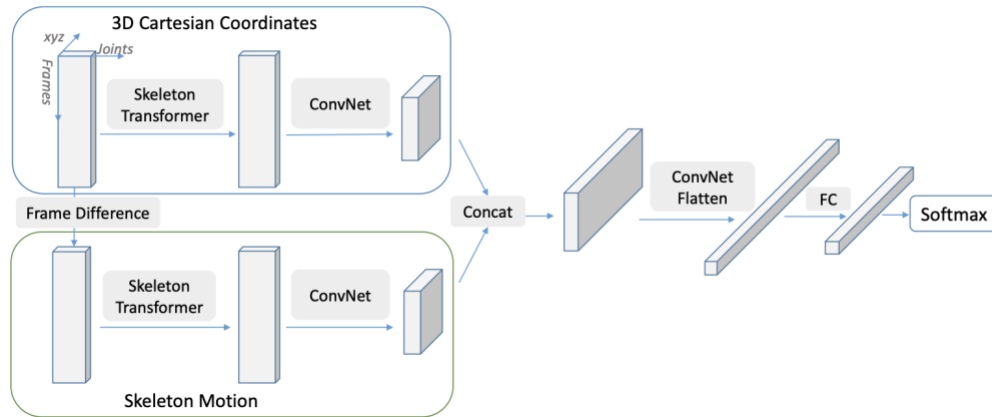 3D Cartesian Coordinates
xyz
Joints
Frames
Skeleton
Transformer
ConvNet
Frame Difference
Skeleton
Transformer
ConvNet
Skeleton Motion
Concat
ConvNet
Flatten
FC
Softmax